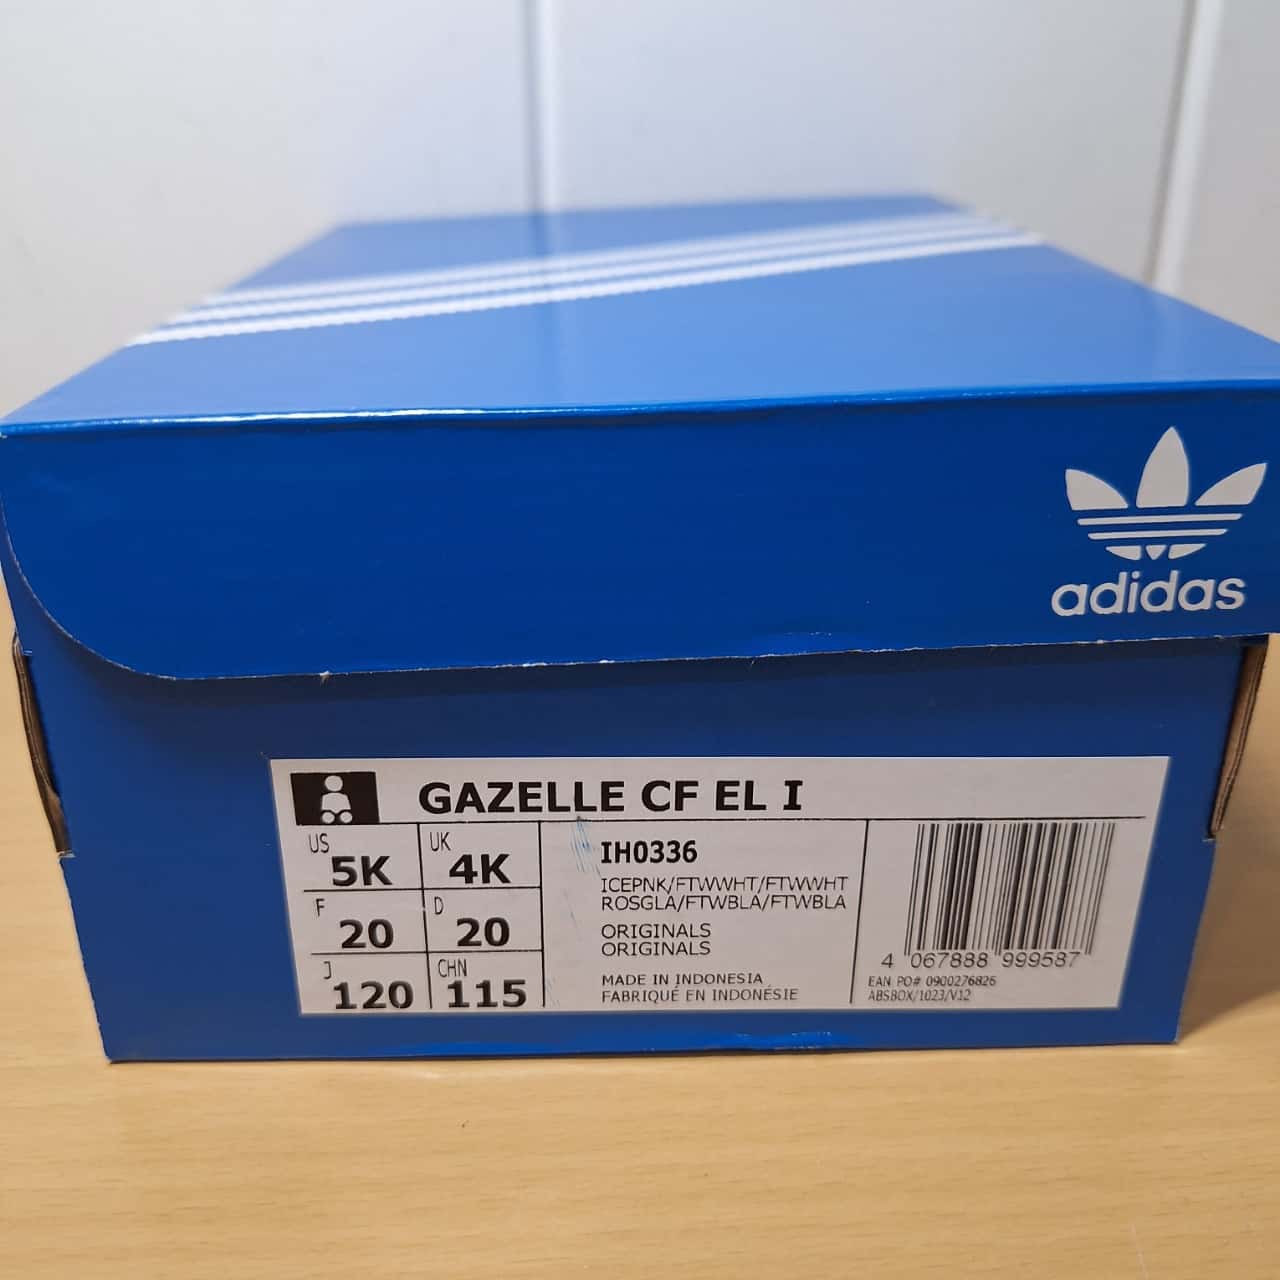 adidas
GAZELLE CF EL I
US 5K
UK 4K
F 20
D 20
J 120
CHN 115
IH0336
ICEPNK/FTWWHT/FTWWHT
ROSGLA/FTWBLA/FTWBLA
ORIGINALS
ORIGINALS
MADE IN INDONESIA
FABRIQUÉ EN INDONÉSIE
4 067888 999587
EAN PO# 0900276826
ABSBOX/1023/V12